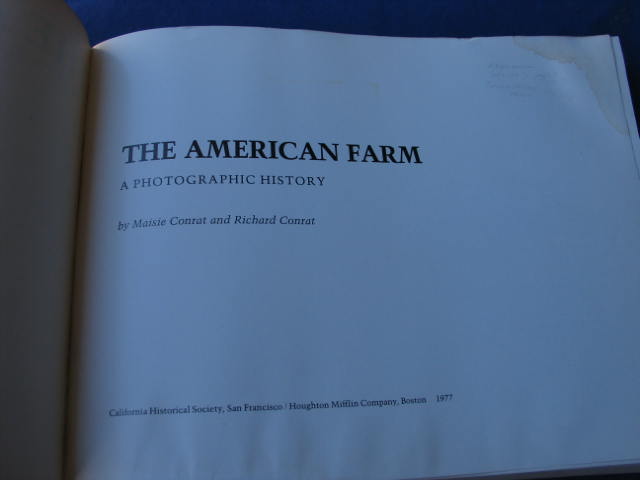 THE AMERICAN FARM
A PHOTOGRAPHIC HISTORY
by Maisie Conrat and Richard Conrat
California Historical Society, San Francisco / Houghton Mifflin Company, Boston 1977